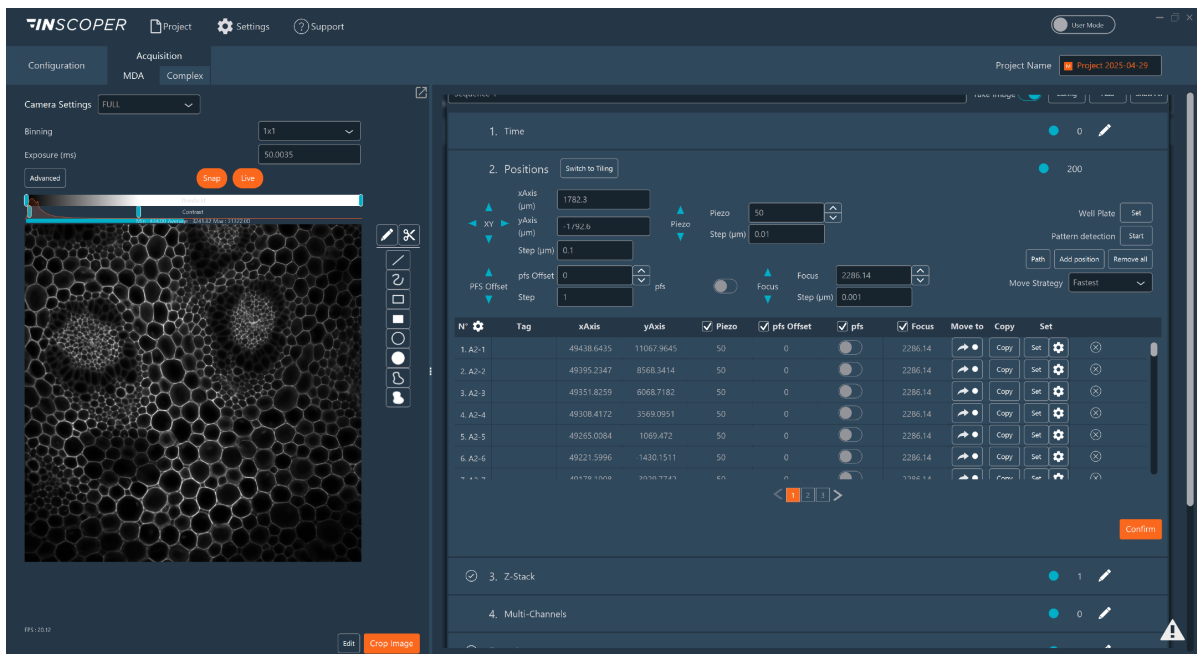 INSCOPER Project Settings Support User Mode
Configuration Acquisition Project Name M Project 2025-04-29
MDA Complex
Camera Settings FULL
Binning 1x1
Exposure (ms) 50.0035
Advanced Snap Live
Contrast
FPS : 20.12
Edit Crop Image
1. Time 0
2. Positions Switch to Tiling 200
xAxis (µm) 1782.3
XY yAxis (µm) -1792.6
Step (µm) 0.1
Piezo Piezo 50
Step (µm) 0.01
Well Plate Set
Pattern detection Start
Path Add position Remove all
Move Strategy Fastest
PFS Offset pfs Offset 0 pfs
Step 1
Focus Focus 2286.14
Step (µm) 0.001
N° Tag xAxis yAxis Piezo pfs Offset pfs Focus Move to Copy Set
1. A2-1 49438.6435 11067.9645 50 0 2286.14 Copy Set
2. A2-2 49395.2347 8568.3414 50 0 2286.14 Copy Set
3. A2-3 49351.8259 6068.7182 50 0 2286.14 Copy Set
4. A2-4 49308.4172 3569.0951 50 0 2286.14 Copy Set
5. A2-5 49265.0084 1069.472 50 0 2286.14 Copy Set
6. A2-6 49221.5996 -1430.1511 50 0 2286.14 Copy Set
1 2 3
Confirm
3. Z-Stack 1
4. Multi-Channels 0